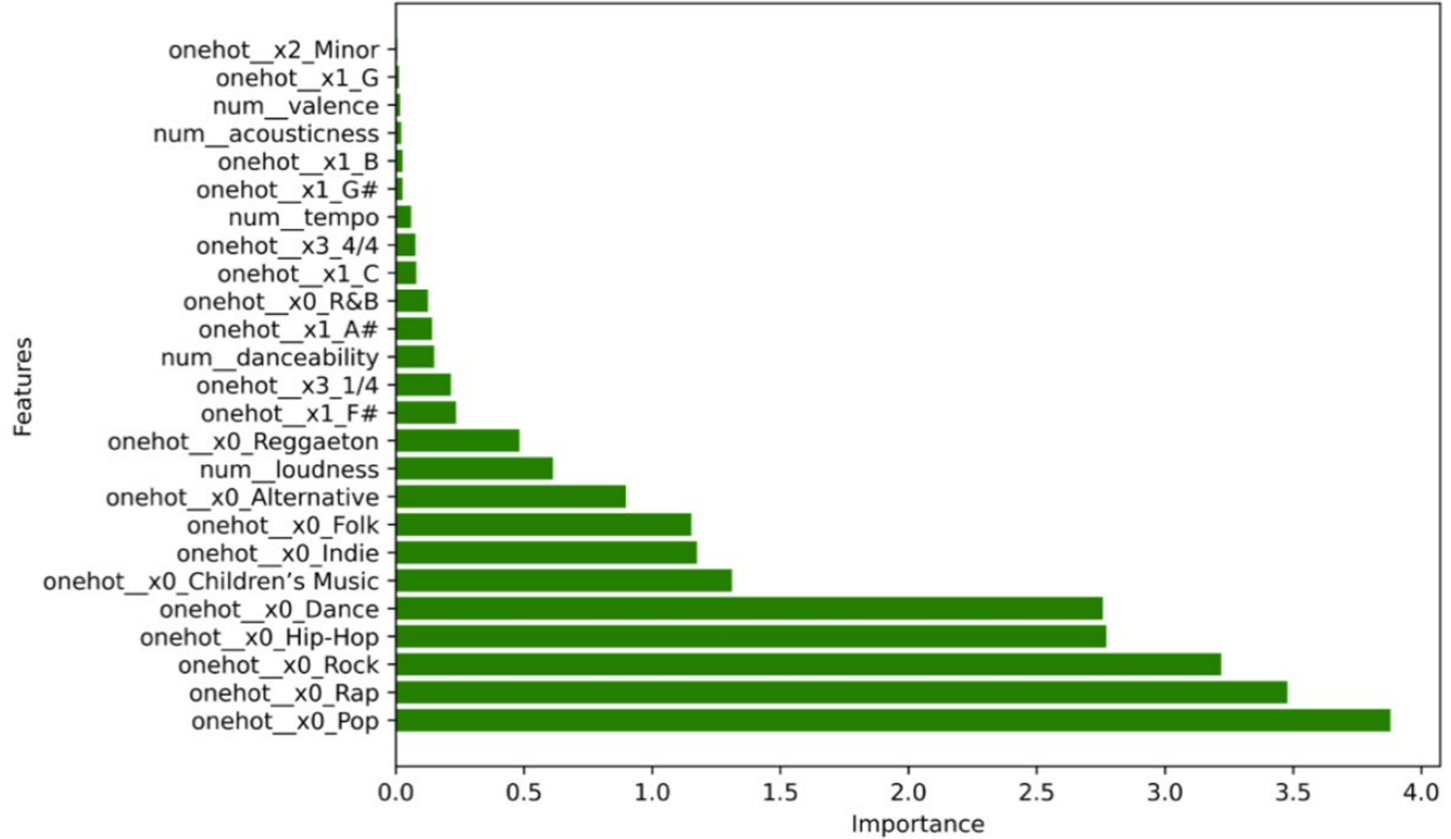 onehot__x2_Minor
onehot__x1_G
num__valence
num__acousticness
onehot__x1_B
onehot__x1_G#
num__tempo
onehot__x3_4/4
onehot__x1_C
onehot__x0_R&B
onehot__x1_A#
num__danceability
onehot__x3_1/4
onehot__x1_F#
onehot__x0_Reggaeton
num__loudness
onehot__x0_Alternative
onehot__x0_Folk
onehot__x0_Indie
onehot__x0_Children’s Music
onehot__x0_Dance
onehot__x0_Hip-Hop
onehot__x0_Rock
onehot__x0_Rap
onehot__x0_Pop
Features
0.0 0.5 1.0 1.5 2.0 2.5 3.0 3.5 4.0
Importance